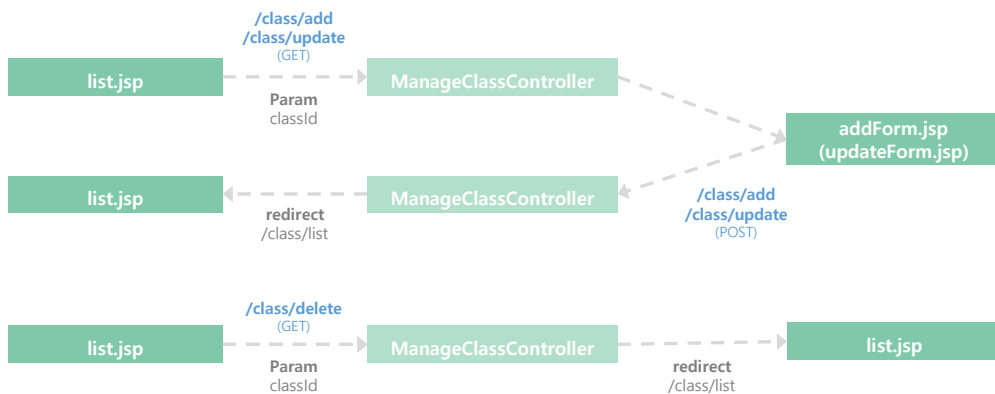 /class/add
/class/update
(GET)
list.jsp
ManageClassController
Param
classId
addForm.jsp
(updateForm.jsp)
list.jsp
ManageClassController
/class/add
/class/update
(POST)
redirect
/class/list
/class/delete
(GET)
list.jsp
ManageClassController
list.jsp
Param
classId
redirect
/class/list